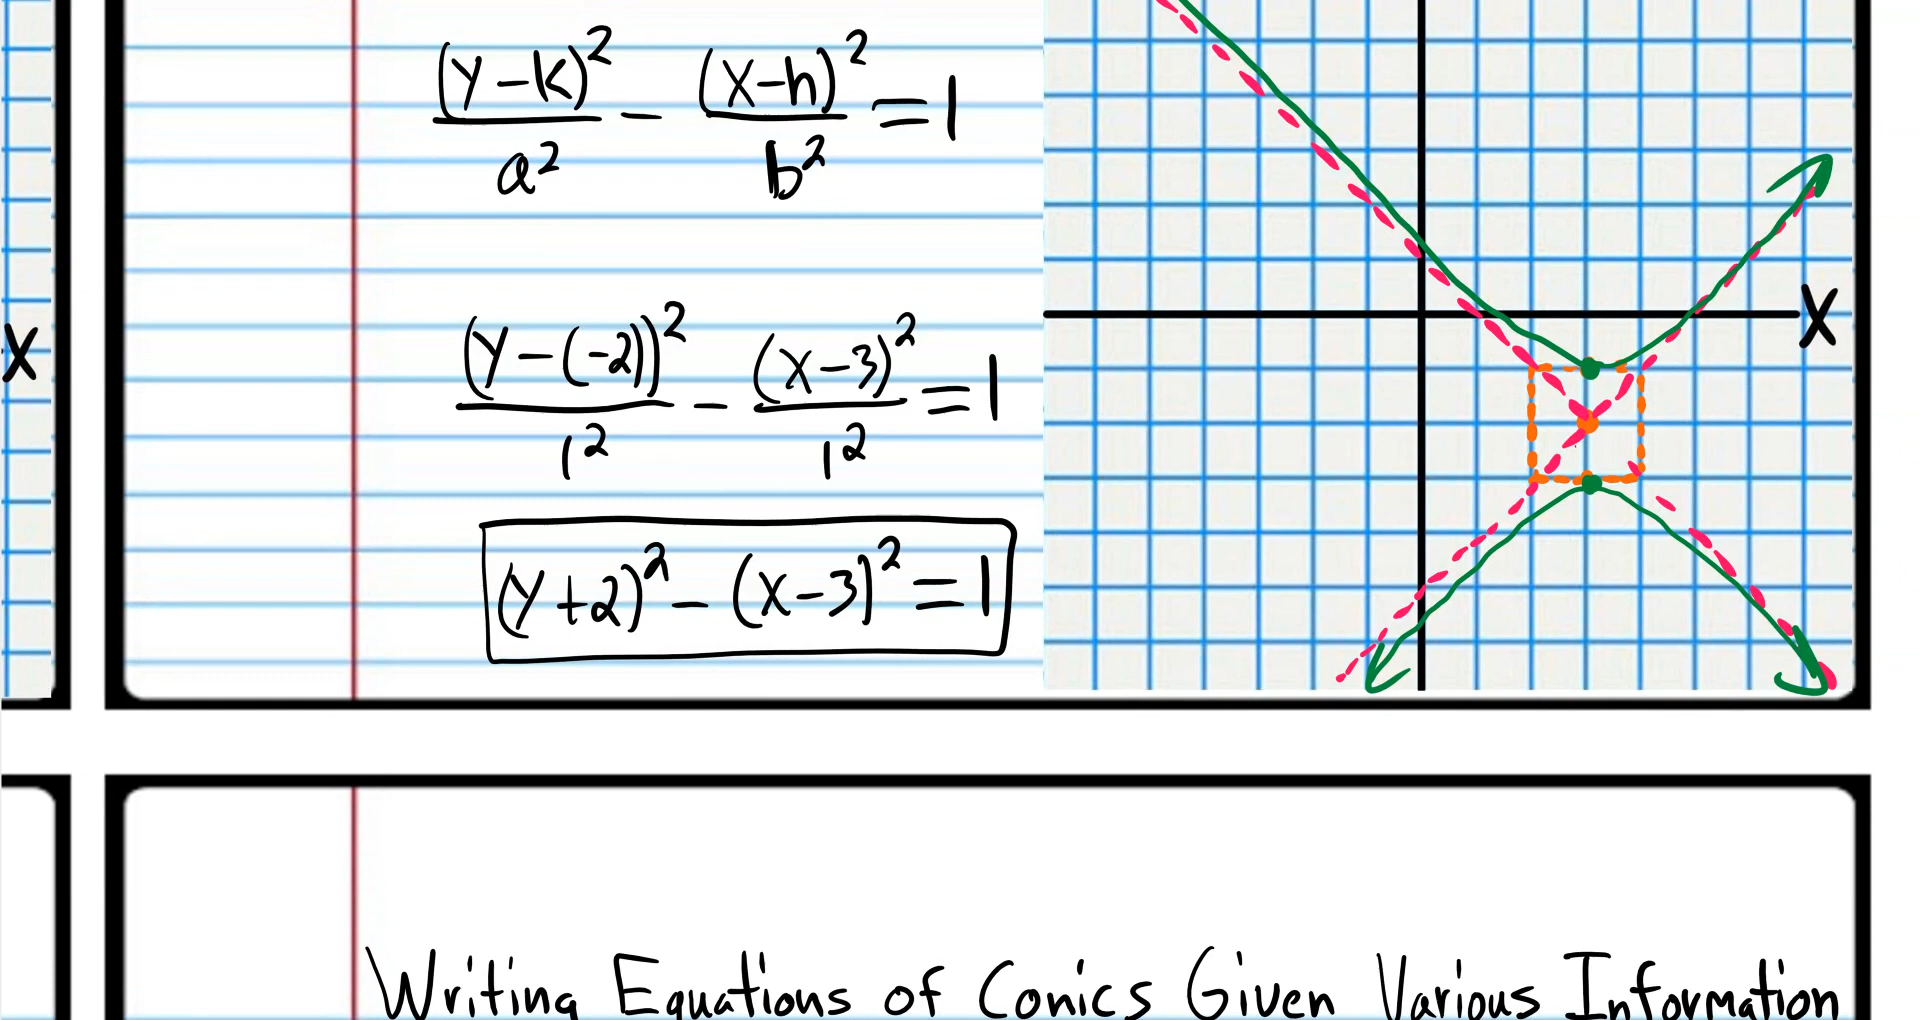 x
(y-k)²/a² - (x-h)²/b² = 1
x
(y-(-2))²/1² - (x-3)²/1² = 1
(y+2)² - (x-3)² = 1
Writing Equations of Conics Given Various Information